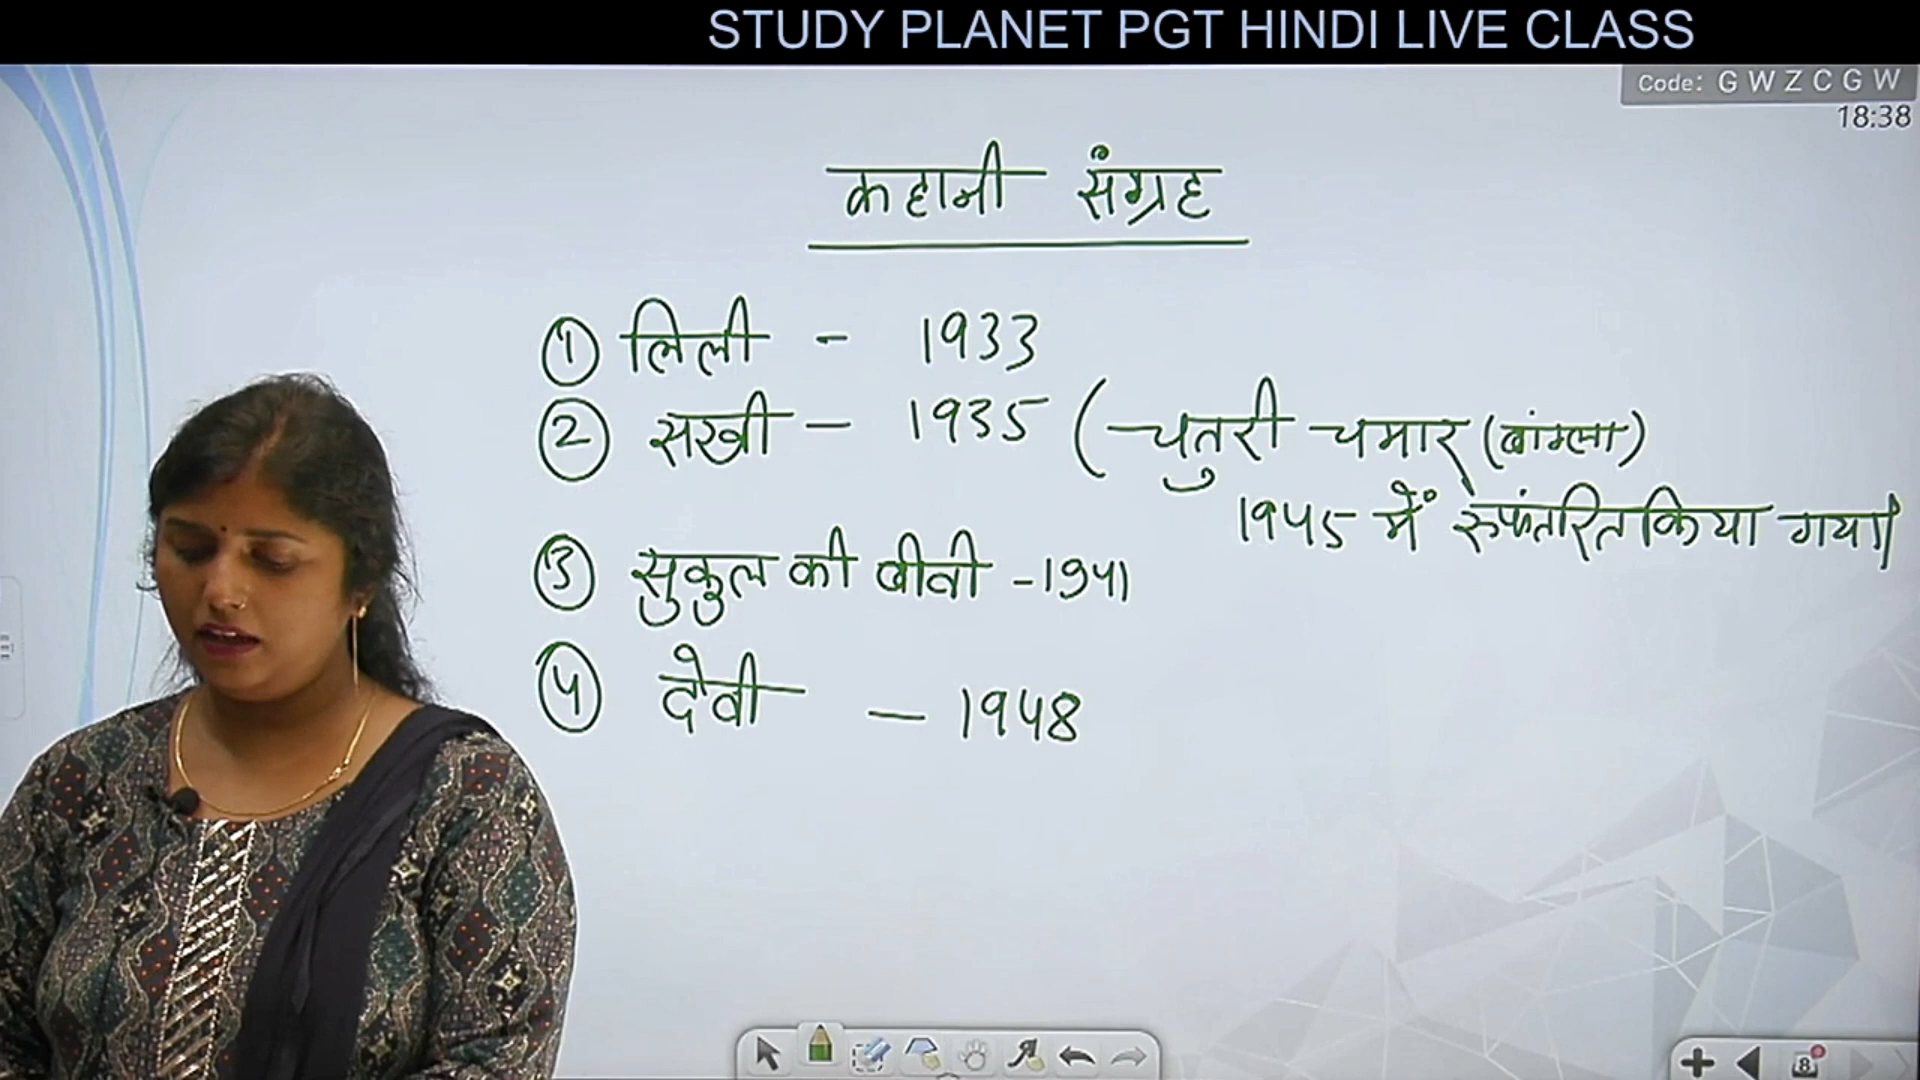 STUDY PLANET PGT HINDI LIVE CLASS
Code: G W Z C G W
18:38
कहानी संग्रह
① लिली - 1933
② सखी - 1935 (चतुरी चमार (बांग्ला)
1945 में रुपंतरित किया गया।
③ सुकुल की बीवी - 1941
④ देवी - 1948
8